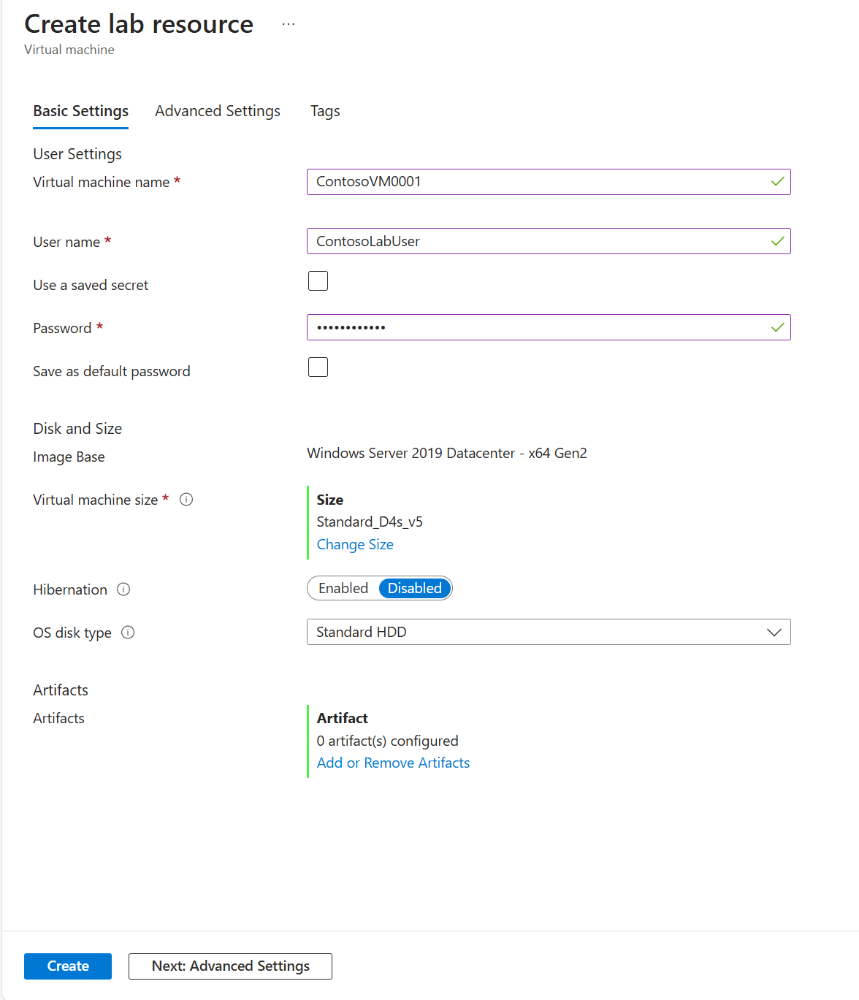 Create lab resource ...
Virtual machine
Basic Settings Advanced Settings Tags
User Settings
Virtual machine name * ContosoVM0001
User name * ContosoLabUser
Use a saved secret
Password * ••••••••••••
Save as default password
Disk and Size
Image Base Windows Server 2019 Datacenter - x64 Gen2
Virtual machine size * Size
Standard_D4s_v5
Change Size
Hibernation Enabled Disabled
OS disk type Standard HDD
Artifacts
Artifacts Artifact
0 artifact(s) configured
Add or Remove Artifacts
Create Next: Advanced Settings